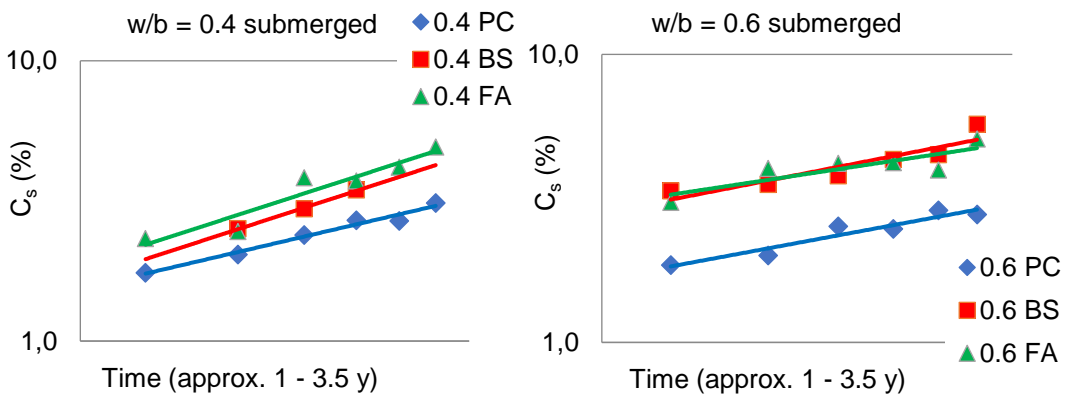 w/b = 0.4 submerged
10,0
1,0
Cs (%)
0.4 PC
0.4 BS
0.4 FA
Time (approx. 1 - 3.5 y)
w/b = 0.6 submerged
10,0
1,0
Cs (%)
0.6 PC
0.6 BS
0.6 FA
Time (approx. 1 - 3.5 y)